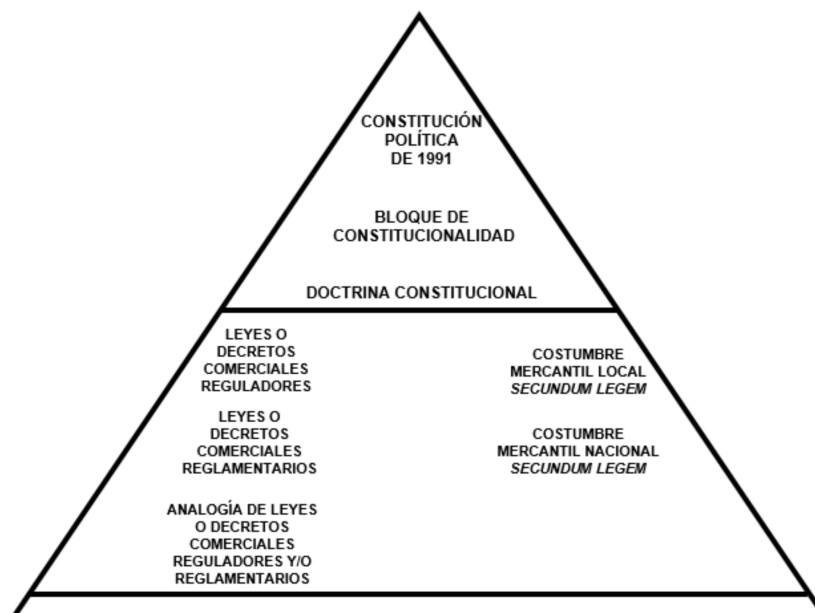 CONSTITUCIÓN
POLÍTICA
DE 1991
BLOQUE DE
CONSTITUCIONALIDAD
DOCTRINA CONSTITUCIONAL
LEYES O
DECRETOS
COMERCIALES
REGULADORES
COSTUMBRE
MERCANTIL LOCAL
SECUNDUM LEGEM
LEYES O
DECRETOS
COMERCIALES
REGLAMENTARIOS
COSTUMBRE
MERCANTIL NACIONAL
SECUNDUM LEGEM
ANALOGÍA DE LEYES
O DECRETOS
COMERCIALES
REGULADORES Y/O
REGLAMENTARIOS